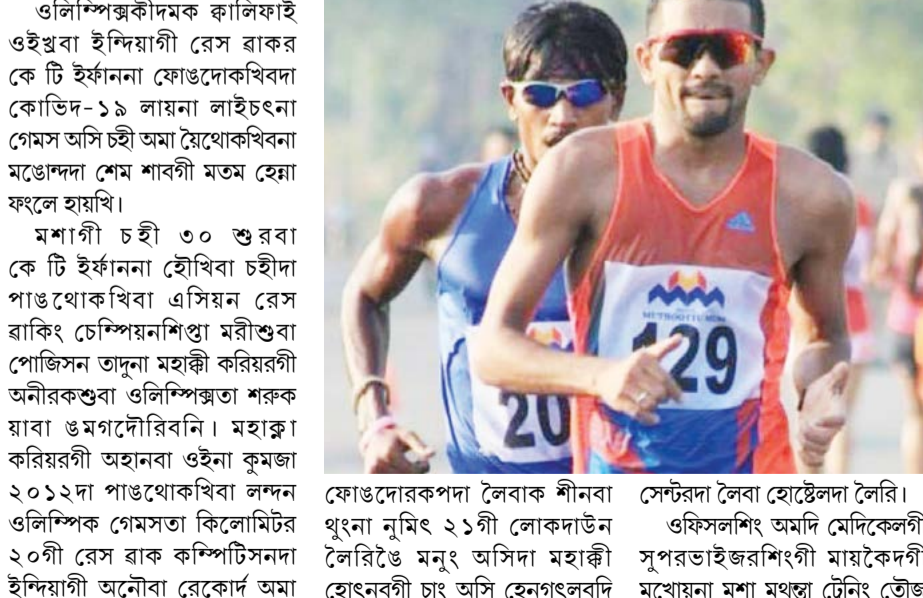 ওলিম্পিক্সকীদমক ক্বালিফাই
ওইখ্রবা ইন্দিয়াগী রেস ৱাকর
কে টি ইর্ফাননা ফোঙদোকখিবদা
কোভিদ-১৯ লায়না লাইচৎনা
গেমস অসি চহী অমা য়ৈথোকখিবনা
মঙোন্দদা শেম শাবগী মতম হেন্না
ফংলে হায়খি।
মশাগী চহী ৩০ শুরবা
কে টি ইর্ফাননা হৌখিবা চহীদা
পাঙথোকখিবা এসিয়ন রেস
ৱাকিং চেম্পিয়নশিপ্তা মরীশুবা
পোজিসন তাদুনা মহাক্কী করিয়রগী
অনীরকশুবা ওলিম্পিক্সতা শরুক
য়াবা ঙমগদৌরিবনি। মহাক্না
করিয়রগী অহানবা ওইনা কুমজা
২০১২দা পাঙথোকখিবা লন্দন
ওলিম্পিক গেমসতা কিলোমিটর
২০গী রেস ৱাক কম্পিটিসনদা
ইন্দিয়াগী অনৌবা রেকোর্দ অমা
129
20
ফোঙদোরকপদা লৈবাক শীনবা
থুংনা নুমিৎ ২১গী লোকদাউন
লৈরিঙৈ মনুং অসিদা মহাক্কী
হোৎনবগী চাং অসি হেনগৎলবদি
সেন্টরদা লৈবা হোষ্টেলদা লৈরি।
ওফিসলশিং অমদি মেদিকেলগী
সুপরভাইজরশিংগী মায়কৈদগী
মখোয়না মশা মথন্তা ট্রেনিং তৌজ